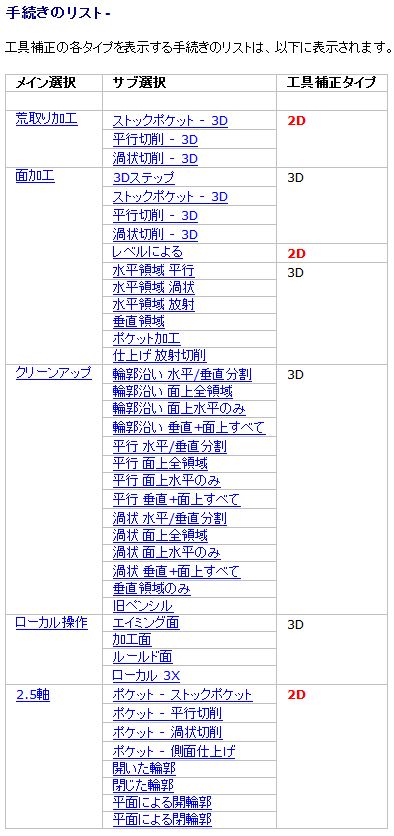 手続きのリスト-
工具補正の各タイプを表示する手続きのリストは、以下に表示されます。
メイン選択 サブ選択 工具補正タイプ
荒取り加工 ストックポケット - 3D 2D
平行切削 - 3D
渦状切削 - 3D
面加工 3Dステップ 3D
ストックポケット - 3D
平行切削 - 3D
渦状切削 - 3D
レベルによる 2D
水平領域 平行 3D
水平領域 渦状
水平領域 放射
垂直領域
ポケット加工
仕上げ 放射切削
クリーンアップ 輪郭沿い 水平/垂直分割 3D
輪郭沿い 面上全領域
輪郭沿い 面上水平のみ
輪郭沿い 垂直+面上すべて
平行 水平/垂直分割
平行 面上全領域
平行 面上水平のみ
平行 垂直+面上すべて
渦状 水平/垂直分割
渦状 面上全領域
渦状 面上水平のみ
渦状 垂直+面上すべて
垂直領域のみ
旧ペンシル
ローカル操作 エイミング面 3D
加工面
ルールド面
ローカル 3X
2.5軸 ポケット - ストックポケット 2D
ポケット - 平行切削
ポケット - 渦状切削
ポケット - 側面仕上げ
開いた輪郭
閉じた輪郭
平面による開輪郭
平面による閉輪郭